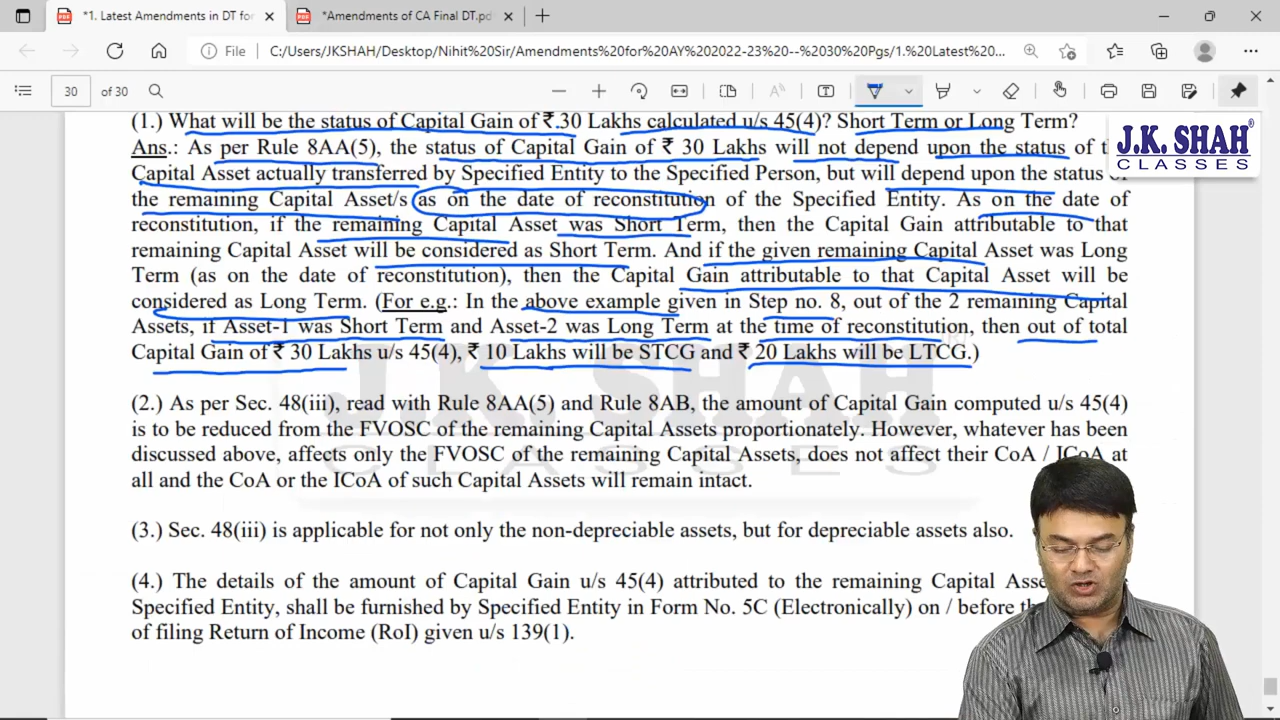 *1. Latest Amendments in DT for
*Amendments of CA Final DT.pd
File
C:/Users/JKSHAH/Desktop/Nihit%20Sir/Amendments%20for%20AY%202022-23%20--%2030%20Pgs/1.%20Latest%20...
30
of 30
(1.) What will be the status of Capital Gain of ₹ 30 Lakhs calculated u/s 45(4)? Short Term or Long Term?
Ans.: As per Rule 8AA(5), the status of Capital Gain of ₹ 30 Lakhs will not depend upon the status of
Capital Asset actually transferred by Specified Entity to the Specified Person, but will depend upon the status of
the remaining Capital Asset/s as on the date of reconstitution of the Specified Entity. As on the date of
reconstitution, if the remaining Capital Asset was Short Term, then the Capital Gain attributable to that
remaining Capital Asset will be considered as Short Term. And if the given remaining Capital Asset was Long
Term (as on the date of reconstitution), then the Capital Gain attributable to that Capital Asset will be
considered as Long Term. (For e.g.: In the above example given in Step no. 8, out of the 2 remaining Capital
Assets, if Asset-1 was Short Term and Asset-2 was Long Term at the time of reconstitution, then out of total
Capital Gain of ₹ 30 Lakhs u/s 45(4), ₹ 10 Lakhs will be STCG and ₹ 20 Lakhs will be LTCG.)
(2.) As per Sec. 48(iii), read with Rule 8AA(5) and Rule 8AB, the amount of Capital Gain computed u/s 45(4)
is to be reduced from the FVOSC of the remaining Capital Assets proportionately. However, whatever has been
discussed above, affects only the FVOSC of the remaining Capital Assets, does not affect their CoA / ICoA at
all and the CoA or the ICoA of such Capital Assets will remain intact.
(3.) Sec. 48(iii) is applicable for not only the non-depreciable assets, but for depreciable assets also.
(4.) The details of the amount of Capital Gain u/s 45(4) attributed to the remaining Capital
Specified Entity, shall be furnished by Specified Entity in Form No. 5C (Electronically) on / before
of filing Return of Income (RoI) given u/s 139(1).
J.K. SHAH®
CLASSES
J.K. SHAH
CLASSES